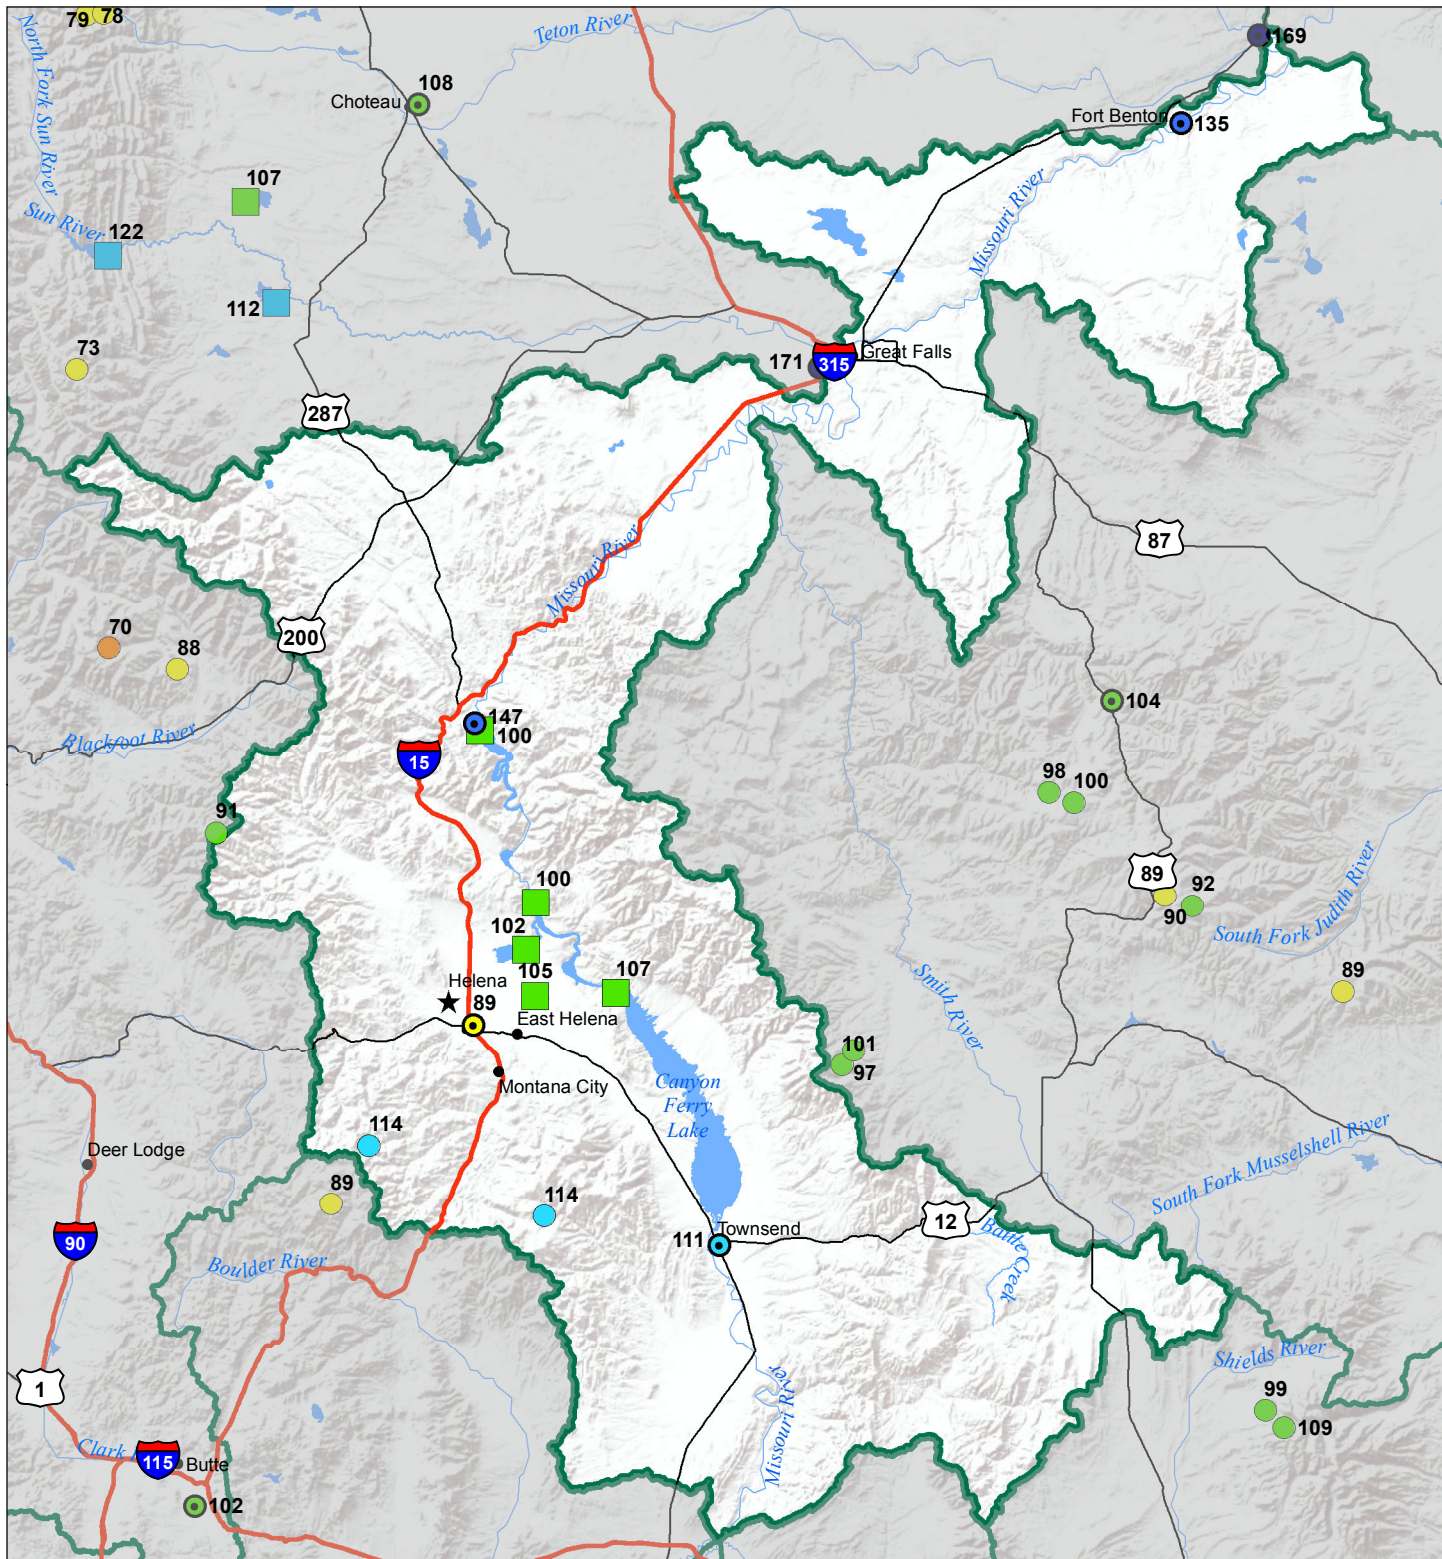 79
78
North Fork Sun River
Teton River
169
108
Choteau
Fort Benton
135
107
Sun River
122
Missouri River
112
73
171
315
Great Falls
287
87
Missouri River
70
88
200
104
Blackfoot River
147
100
15
98
100
91
89
90
92
South Fork Judith River
100
102
105
107
Smith River
89
Helena
89
East Helena
101
97
Montana City
Canyon
Ferry
Lake
114
Deer Lodge
89
114
South Fork Musselshell River
90
Boulder River
111
Townsend
12
Battle Creek
Shields River
1
Missouri River
99
109
Clark
115
Butte
102